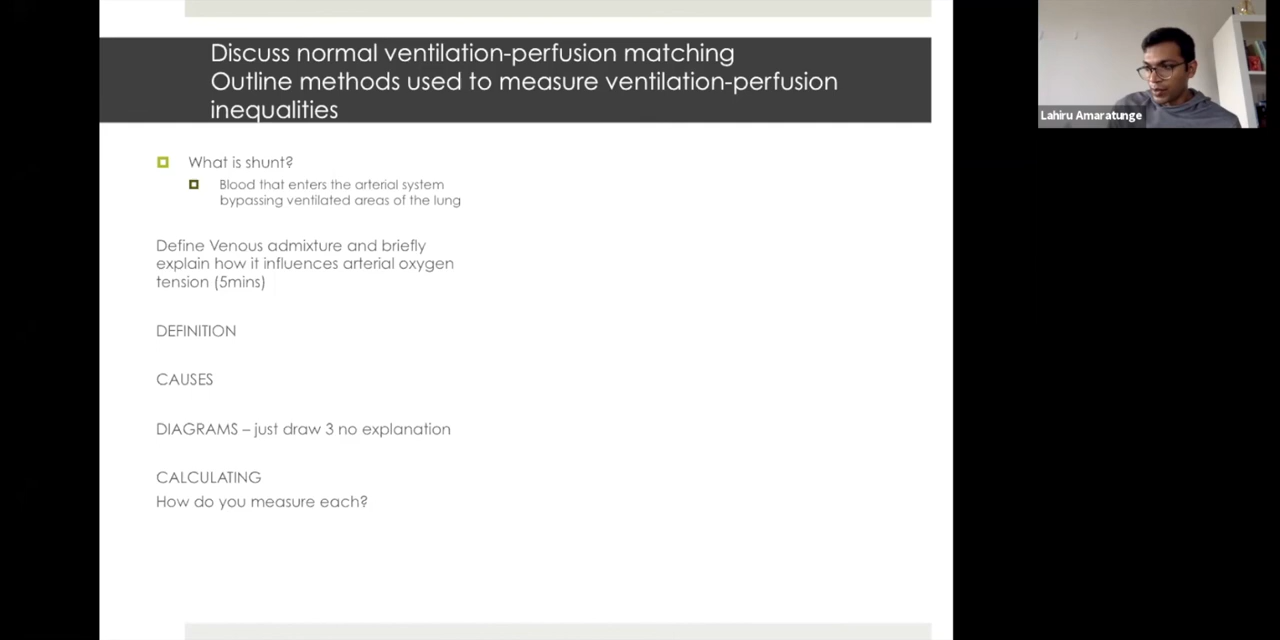 Discuss normal ventilation-perfusion matching
Outline methods used to measure ventilation-perfusion
inequalities
What is shunt?
Blood that enters the arterial system
bypassing ventilated areas of the lung
Define Venous admixture and briefly
explain how it influences arterial oxygen
tension (5mins)
DEFINITION
CAUSES
DIAGRAMS – just draw 3 no explanation
CALCULATING
How do you measure each?
Lahiru Amaratunge